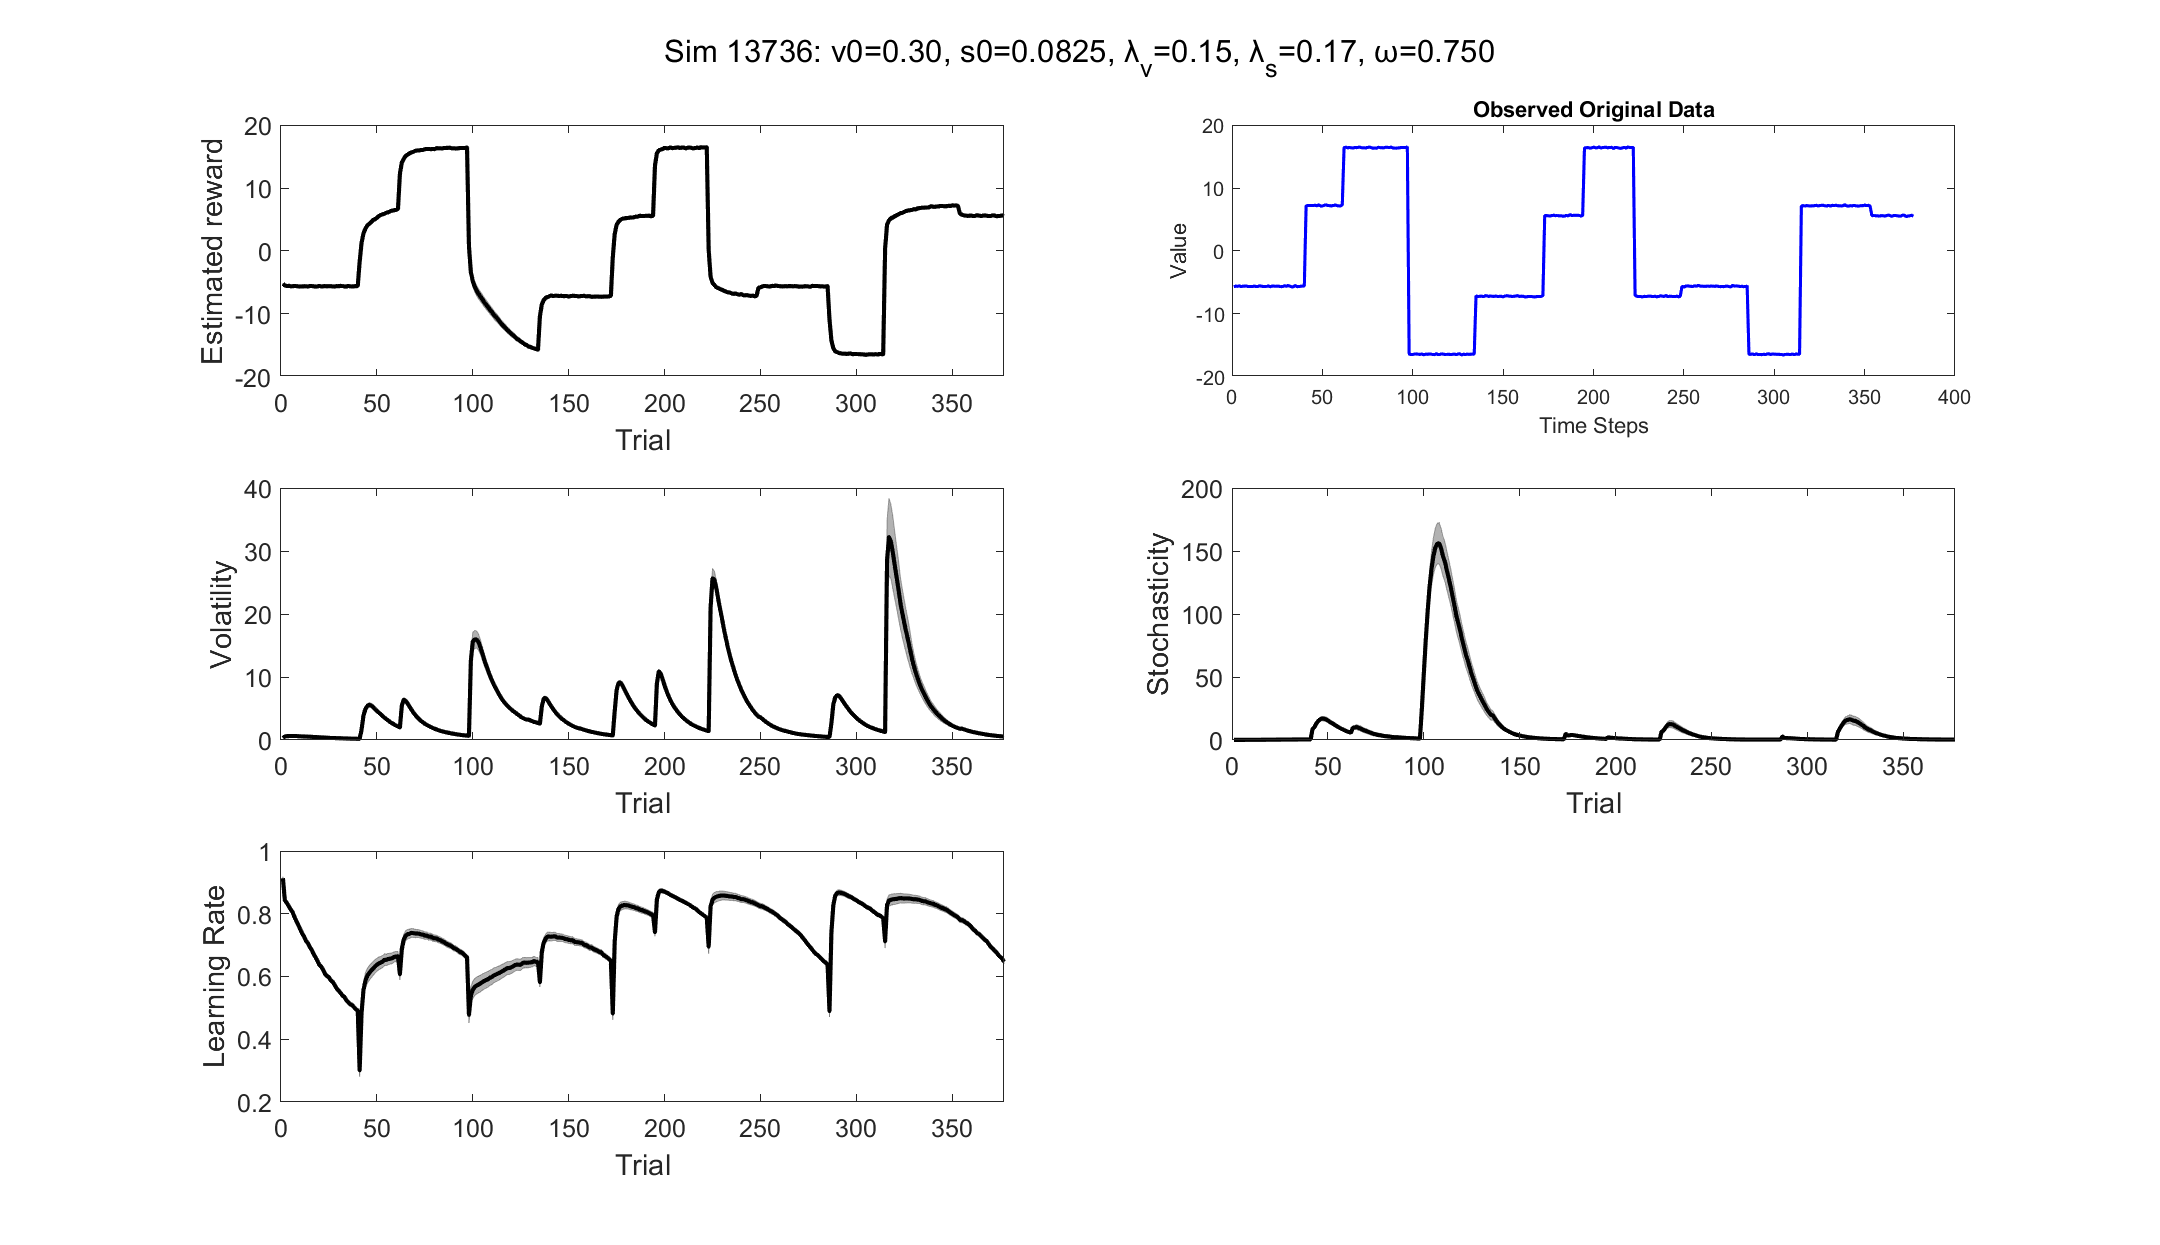 Sim 13736: v0=0.30, s0=0.0825, λv=0.15, λs=0.17, ω=0.750
Estimated reward
20
10
0
-10
-20
0 50 100 150 200 250 300 350
Trial
Observed Original Data
Value
20
10
0
-10
-20
0 50 100 150 200 250 300 350 400
Time Steps
Volatility
40
30
20
10
0
0 50 100 150 200 250 300 350
Trial
Stochasticity
200
150
100
50
0
0 50 100 150 200 250 300 350
Trial
Learning Rate
1
0.8
0.6
0.4
0.2
0 50 100 150 200 250 300 350
Trial